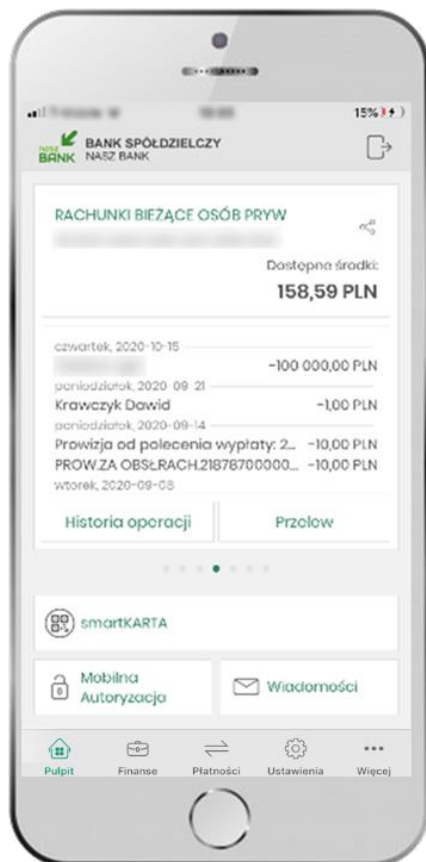 15%
NASZ
BANK
BANK SPÓŁDZIELCZY
NASZ BANK
RACHUNKI BIEŻĄCE OSÓB PRYW
Dostępne środki:
158,59 PLN
czwartek, 2020-10-15
-100 000,00 PLN
poniedziałek, 2020-09-21
Krawczyk Dawid -1,00 PLN
poniedziałek, 2020-09-14
Prowizja od polecenia wypłaty: 2... -10,00 PLN
PROW.ZA OBSŁ.RACH.21878700000... -10,00 PLN
wtorek, 2020-09-08
Historia operacji Przelew
smartKARTA
Mobilna
Autoryzacja
Wiadomości
Pulpit Finanse Płatności Ustawienia Więcej